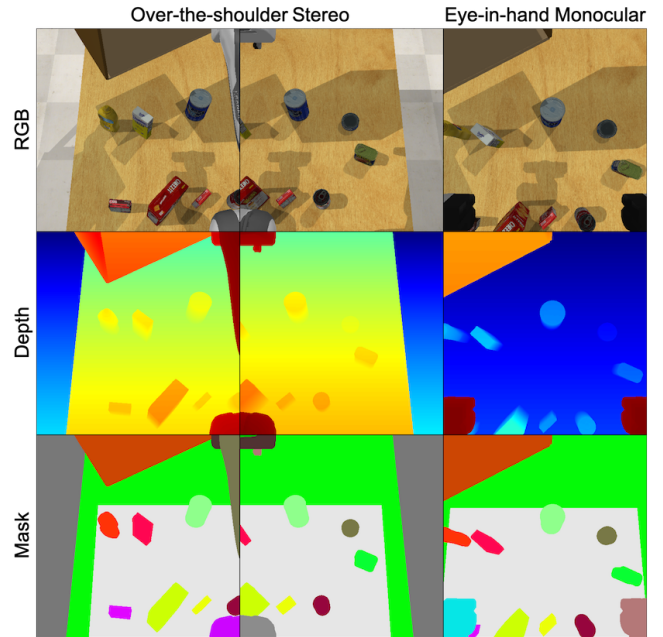 Over-the-shoulder Stereo
Eye-in-hand Monocular
RGB
Depth
Mask